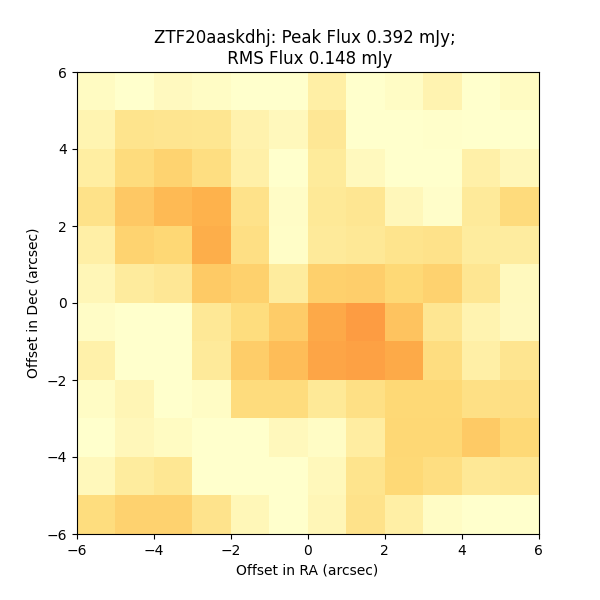 ZTF20aaskdhj: Peak Flux 0.392 mJy;
RMS Flux 0.148 mJy
6
4
2
0
−2
−4
−6
Offset in Dec (arcsec)
−6 −4 −2 0 2 4 6
Offset in RA (arcsec)